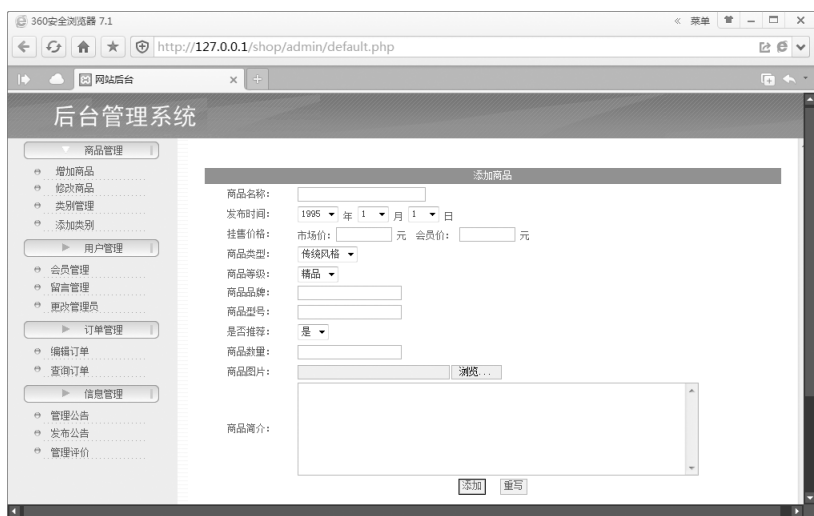 360安全浏览器 7.1
« 菜单
http://127.0.0.1/shop/admin/default.php
网站后台
后台管理系统
商品管理
增加商品
修改商品
类别管理
添加类别
用户管理
会员管理
留言管理
更改管理员
订单管理
编辑订单
查询订单
信息管理
管理公告
发布公告
管理评价
添加商品
商品名称:
发布时间: 1995 年 1 月 1 日
挂售价格: 市场价: 元 会员价: 元
商品类型: 传统风格
商品等级: 精品
商品品牌:
商品型号:
是否推荐: 是
商品数量:
商品图片: 浏览...
商品简介:
添加 重写